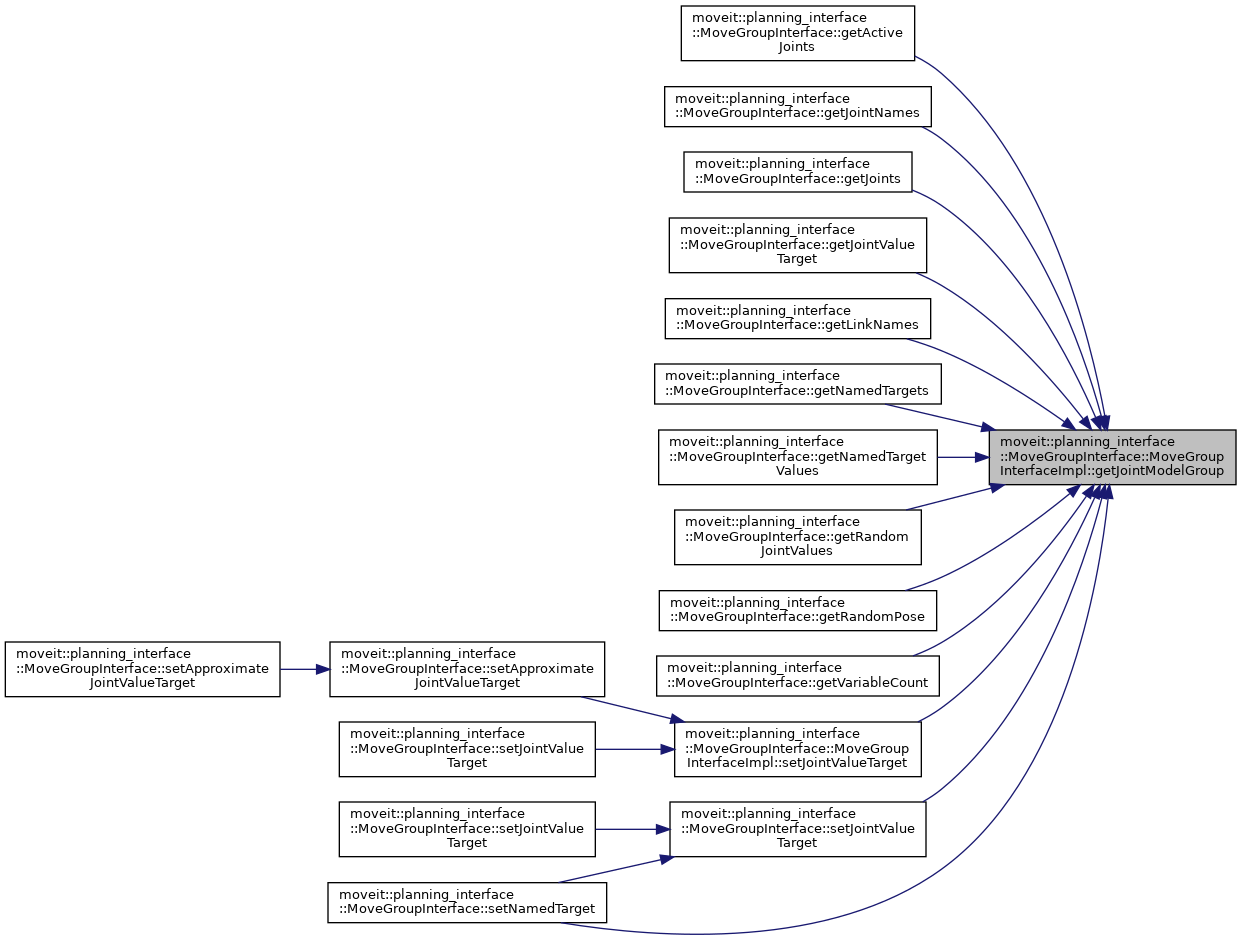 moveit::planning_interface
::MoveGroupInterface::getActive
Joints
moveit::planning_interface
::MoveGroupInterface::getJointNames
moveit::planning_interface
::MoveGroupInterface::getJoints
moveit::planning_interface
::MoveGroupInterface::getJointValue
Target
moveit::planning_interface
::MoveGroupInterface::getLinkNames
moveit::planning_interface
::MoveGroupInterface::getNamedTargets
moveit::planning_interface
::MoveGroupInterface::getNamedTarget
Values
moveit::planning_interface
::MoveGroupInterface::MoveGroup
InterfaceImpl::getJointModelGroup
moveit::planning_interface
::MoveGroupInterface::getRandom
JointValues
moveit::planning_interface
::MoveGroupInterface::getRandomPose
moveit::planning_interface
::MoveGroupInterface::setApproximate
JointValueTarget
moveit::planning_interface
::MoveGroupInterface::setApproximate
JointValueTarget
moveit::planning_interface
::MoveGroupInterface::getVariableCount
moveit::planning_interface
::MoveGroupInterface::setJointValue
Target
moveit::planning_interface
::MoveGroupInterface::MoveGroup
InterfaceImpl::setJointValueTarget
moveit::planning_interface
::MoveGroupInterface::setJointValue
Target
moveit::planning_interface
::MoveGroupInterface::setJointValue
Target
moveit::planning_interface
::MoveGroupInterface::setNamedTarget